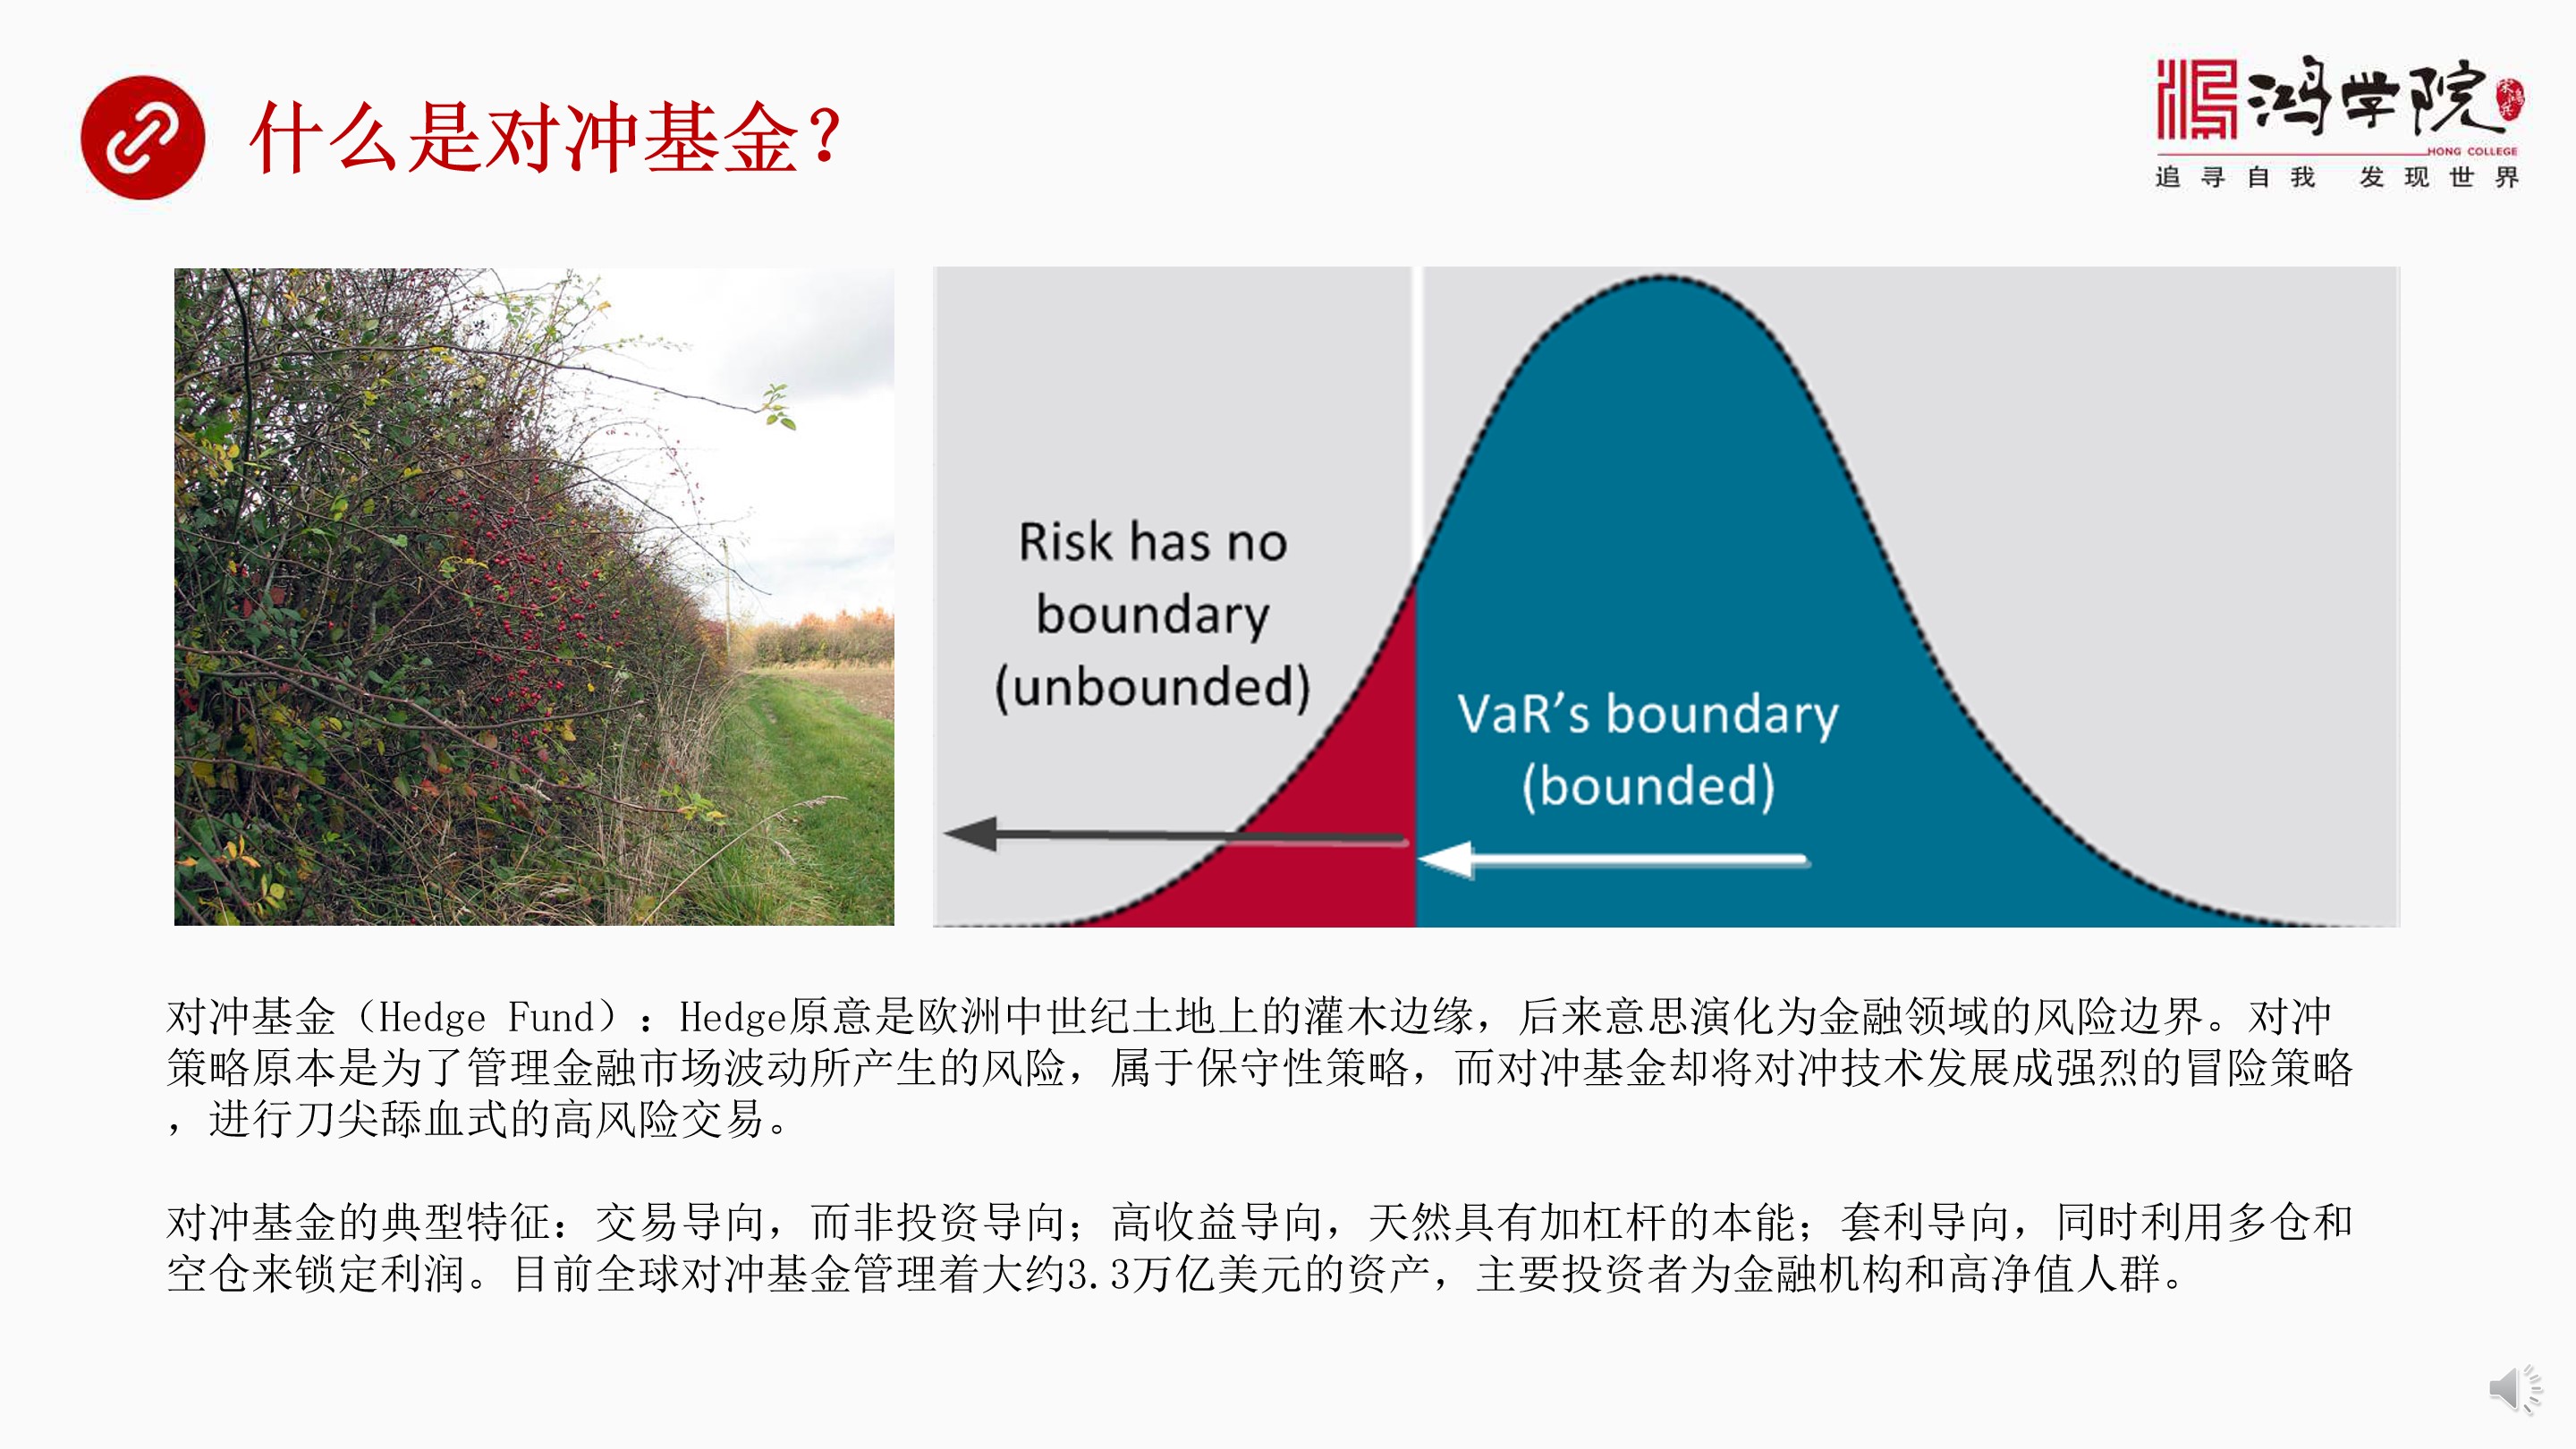 什么是对冲基金？
鸿学院
HONG COLLEGE
追寻自我 发现世界
Risk has no
boundary
(unbounded)
VaR's boundary
(bounded)
对冲基金（Hedge Fund）：Hedge原意是欧洲中世纪土地上的灌木边缘，后来意思演化为金融领域的风险边界。对冲
策略原本是为了管理金融市场波动所产生的风险，属于保守性策略，而对冲基金却将对冲技术发展成强烈的冒险策略
，进行刀尖舔血式的高风险交易。
对冲基金的典型特征：交易导向，而非投资导向；高收益导向，天然具有加杠杆的本能；套利导向，同时利用多仓和
空仓来锁定利润。目前全球对冲基金管理着大约3.3万亿美元的资产，主要投资者为金融机构和高净值人群。